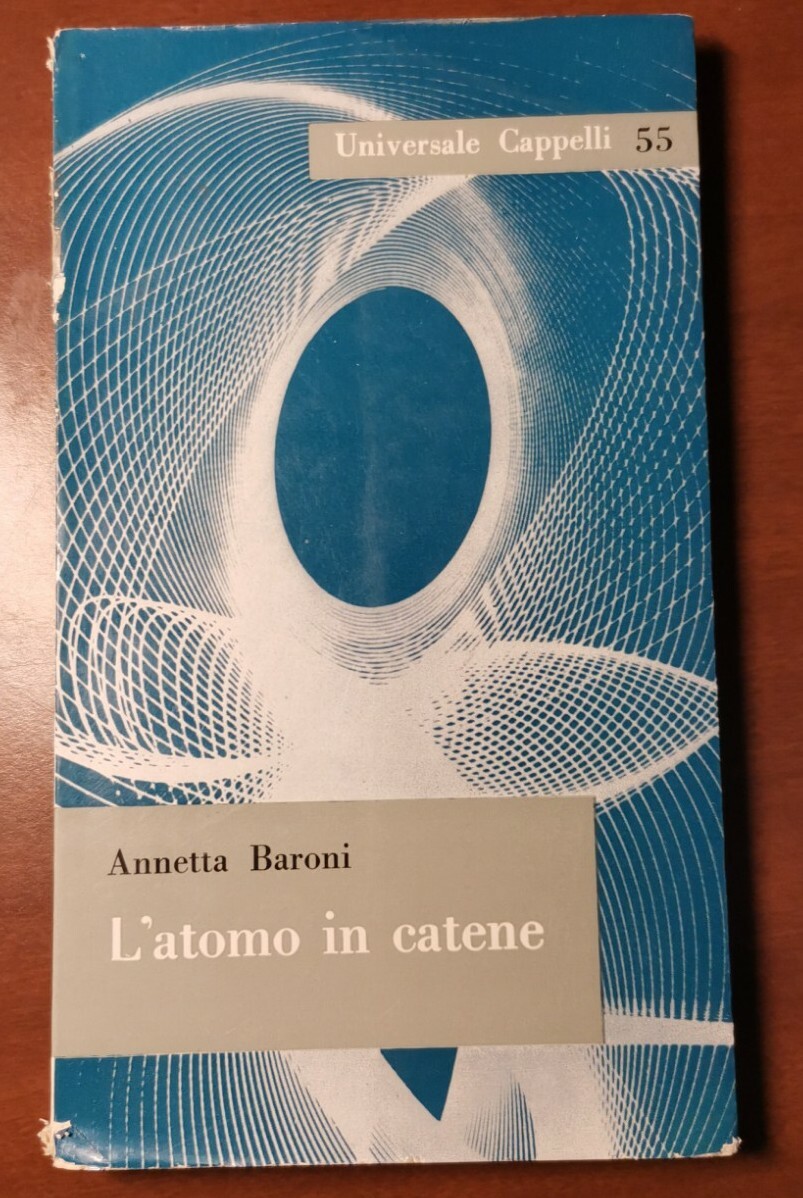 Universale Cappelli 55
Annetta Baroni
L'atomo in catene